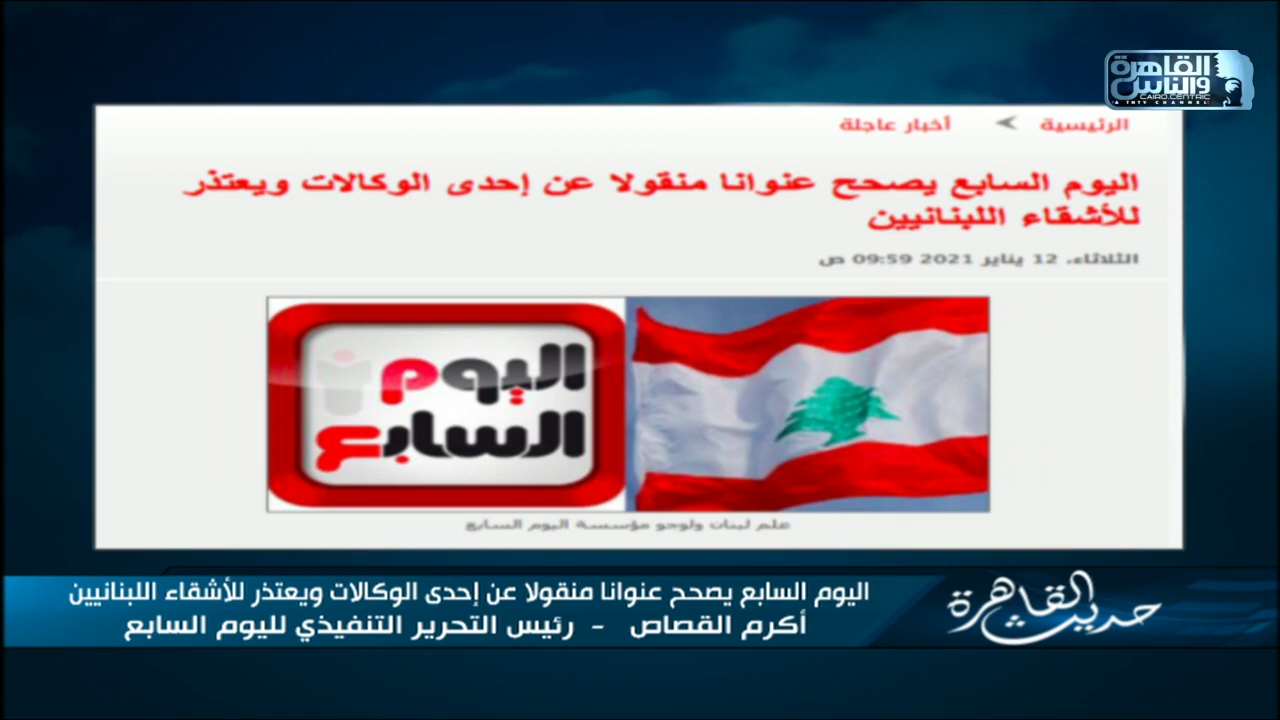 القاهرة
والناس
CAIRO.CENTRIC
A TNTV CHANNEL
الرئيسية
أخبار عاجلة
اليوم السابع يصحح عنوانا منقولا عن إحدى الوكالات ويعتذر
للأشقاء اللبنانيين
الثلاثاء، 12 يناير 2021 09:59 ص
اليوم
السابع
علم لبنان ولوجو مؤسسة اليوم السابع
حديث القاهرة
اليوم السابع يصحح عنوانا منقولا عن إحدى الوكالات ويعتذر للأشقاء اللبنانيين
أكرم القصاص - رئيس التحرير التنفيذي لليوم السابع